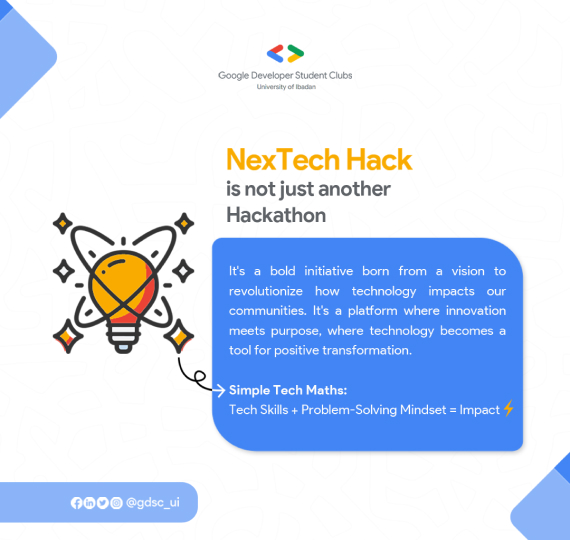 Google Developer Student Clubs
University of Ibadan
NexTech Hack
is not just another
Hackathon
It's a bold initiative born from a vision to
revolutionize how technology impacts our
communities. It's a platform where innovation
meets purpose, where technology becomes a
tool for positive transformation.
Simple Tech Maths:
Tech Skills + Problem-Solving Mindset = Impact⚡
@gdsc_ui